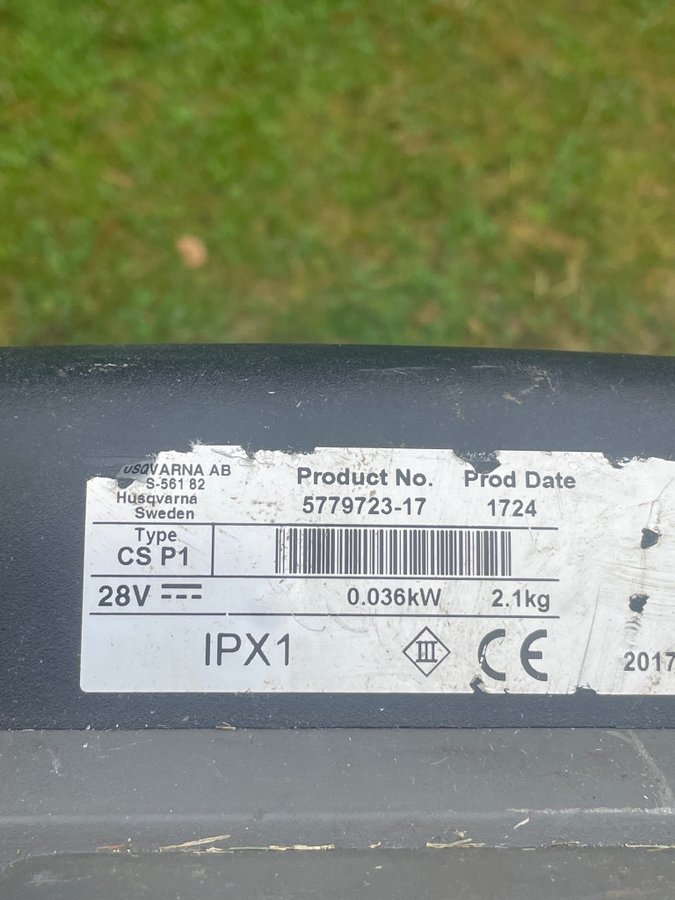 USQVARNA AB
S-561 82
Husqvarna
Sweden
Product No.
5779723-17
Prod Date
1724
Type
CS P1
28V
0.036kW
2.1kg
IPX1
III
CE
2017